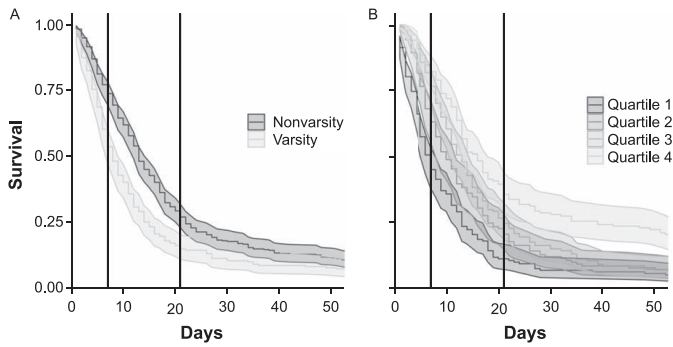 A
B
Survival
1.00
0.75
0.50
0.25
0.00
0 10 20 30 40 50
Days
Nonvarsity
Varsity
0 10 20 30 40 50
Days
Quartile 1
Quartile 2
Quartile 3
Quartile 4